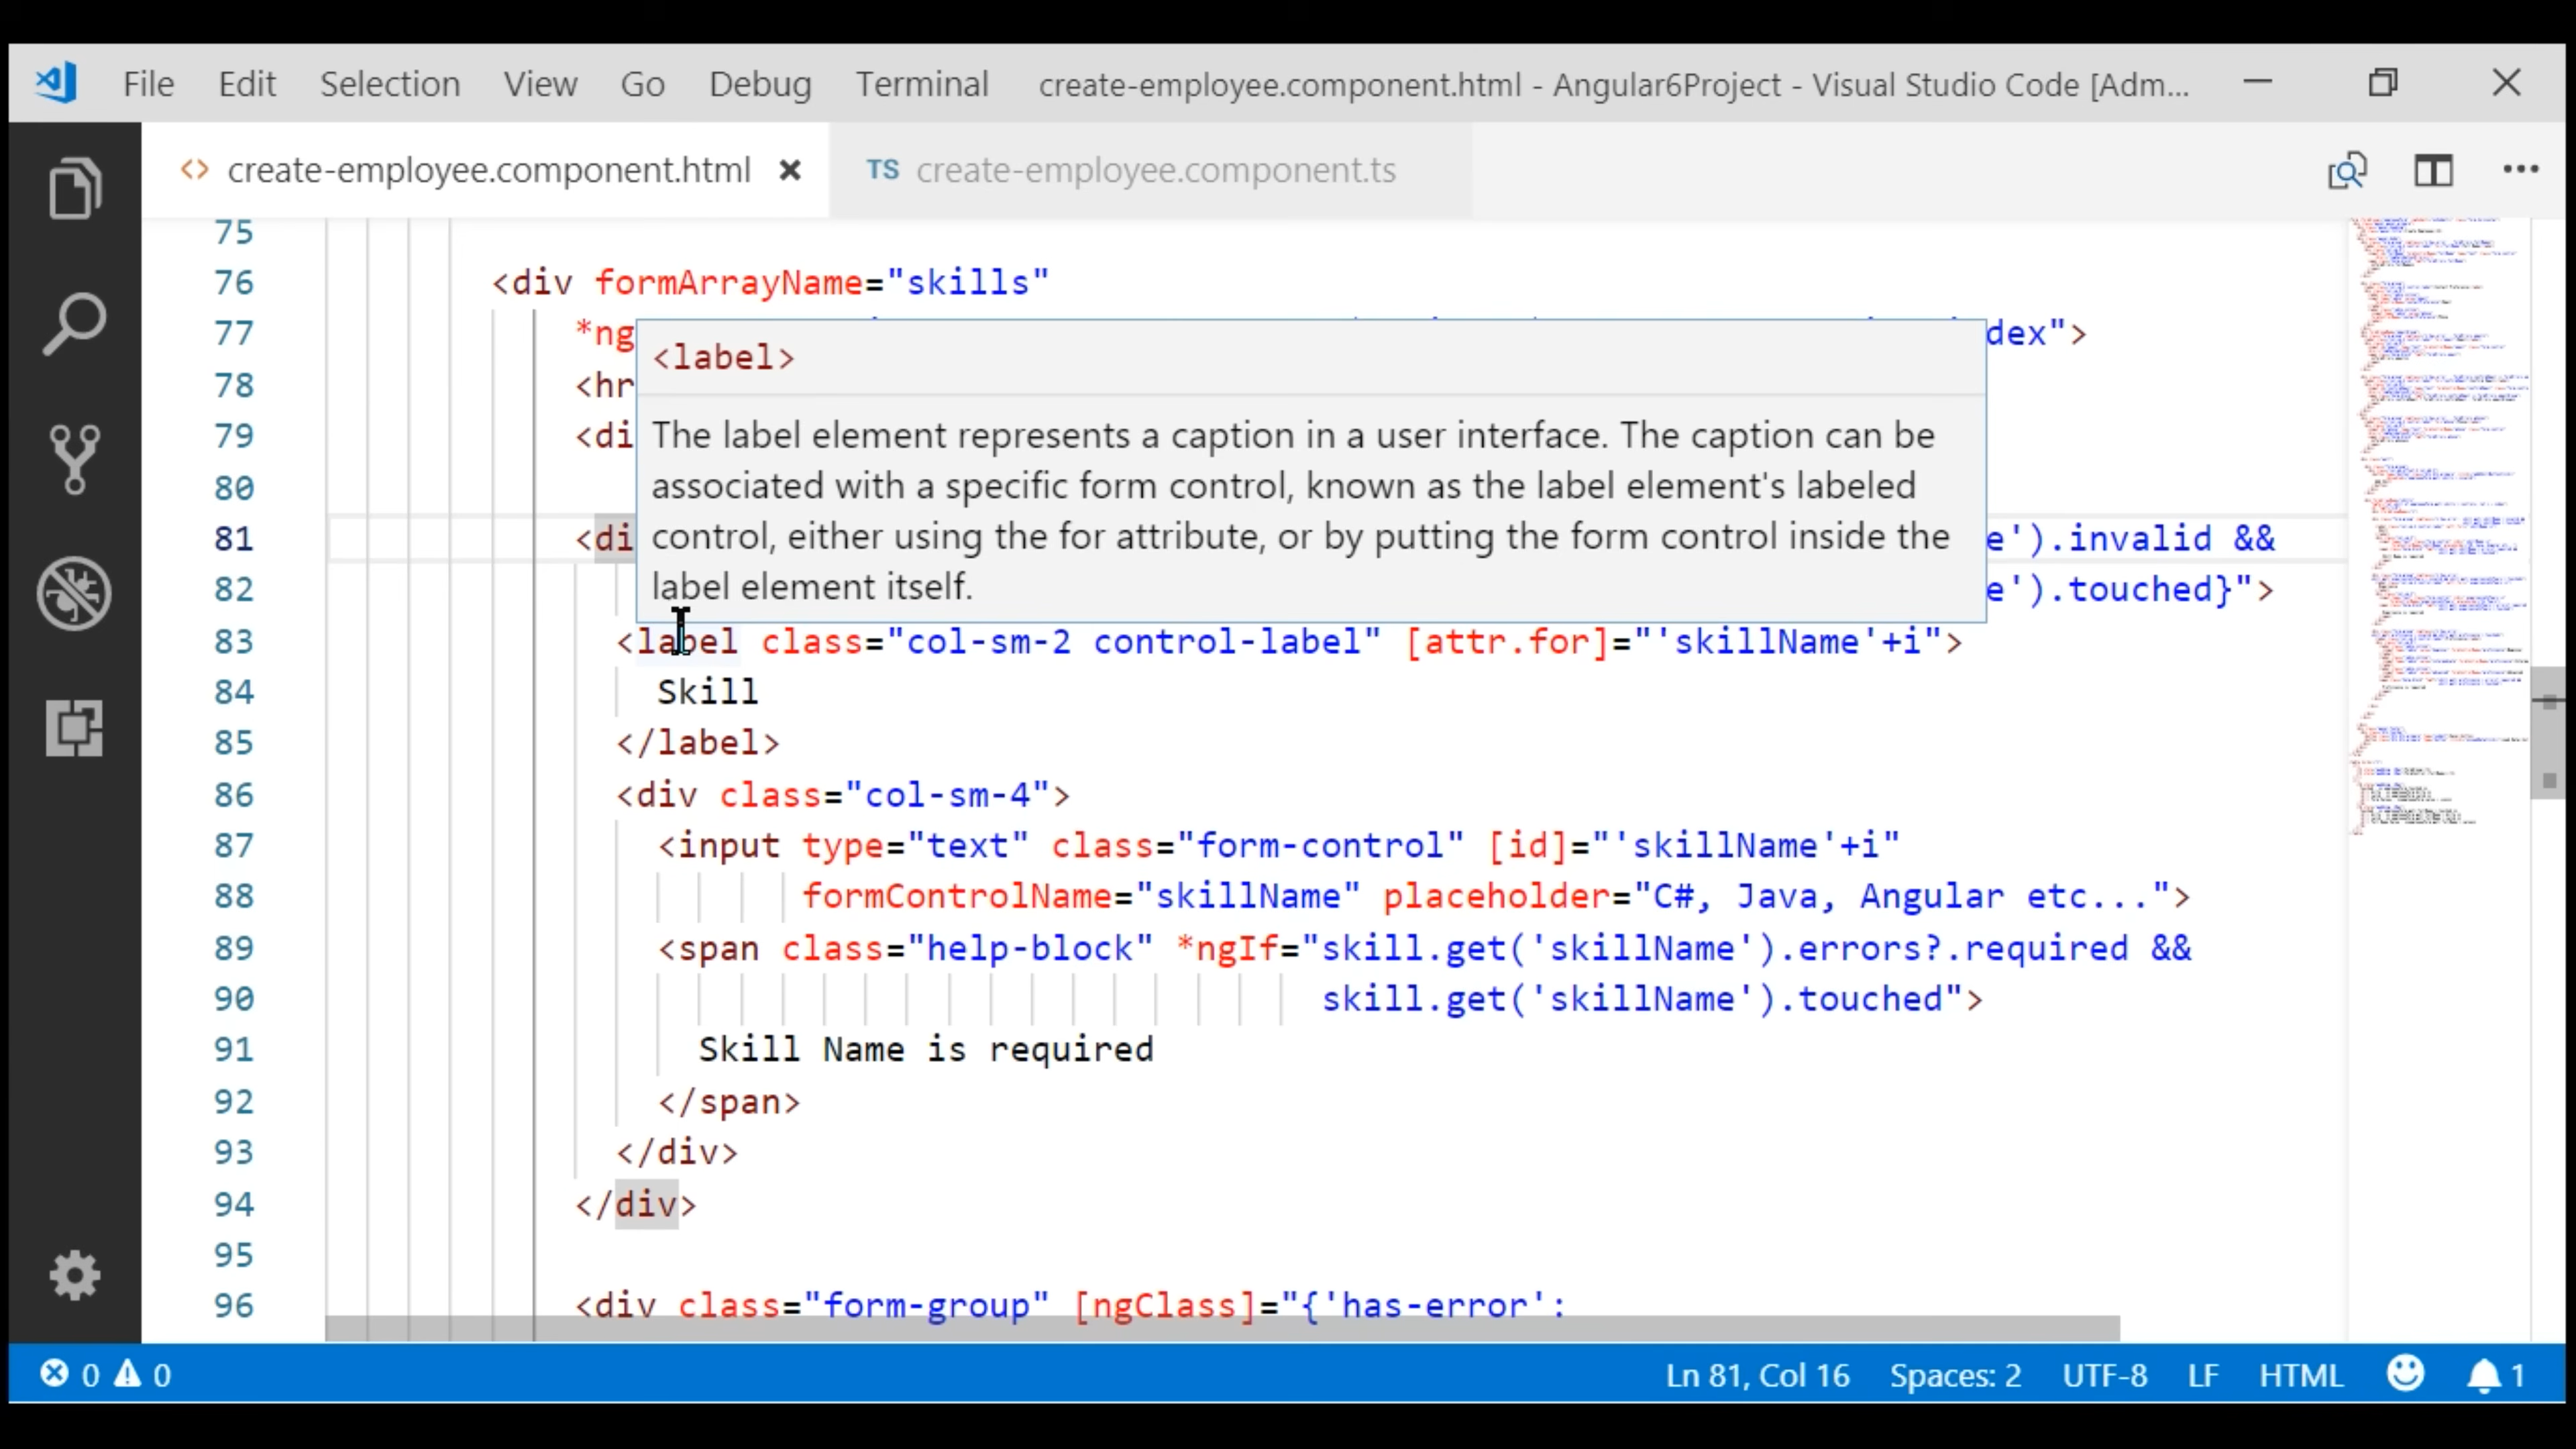 File Edit Selection View Go Debug Terminal create-employee.component.html - Angular6Project - Visual Studio Code [Adm...
create-employee.component.html TS create-employee.component.ts
75
76 <div formArrayName="skills"
77 *ng dex">
78 <hr
79 <di
80
81 <di e').invalid &&
82 e').touched}">
<label>
The label element represents a caption in a user interface. The caption can be
associated with a specific form control, known as the label element's labeled
control, either using the for attribute, or by putting the form control inside the
label element itself.
83 <label class="col-sm-2 control-label" [attr.for]="'skillName'+i">
84 Skill
85 </label>
86 <div class="col-sm-4">
87 <input type="text" class="form-control" [id]="'skillName'+i"
88 formControlName="skillName" placeholder="C#, Java, Angular etc...">
89 <span class="help-block" *ngIf="skill.get('skillName').errors?.required &&
90 skill.get('skillName').touched">
91 Skill Name is required
92 </span>
93 </div>
94 </div>
95
96 <div class="form-group" [ngClass]="{'has-error':
0 0 Ln 81, Col 16 Spaces: 2 UTF-8 LF HTML 1